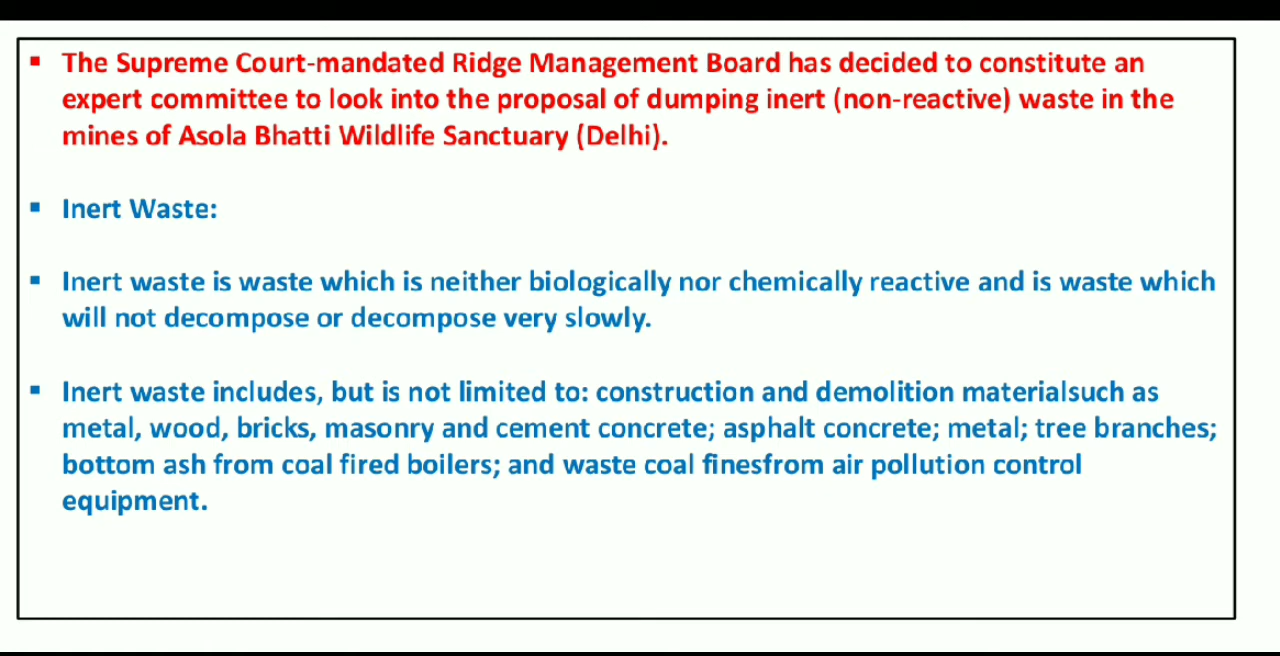 ▪ The Supreme Court-mandated Ridge Management Board has decided to constitute an
expert committee to look into the proposal of dumping inert (non-reactive) waste in the
mines of Asola Bhatti Wildlife Sanctuary (Delhi).
▪ Inert Waste:
▪ Inert waste is waste which is neither biologically nor chemically reactive and is waste which
will not decompose or decompose very slowly.
▪ Inert waste includes, but is not limited to: construction and demolition materialsuch as
metal, wood, bricks, masonry and cement concrete; asphalt concrete; metal; tree branches;
bottom ash from coal fired boilers; and waste coal finesfrom air pollution control
equipment.